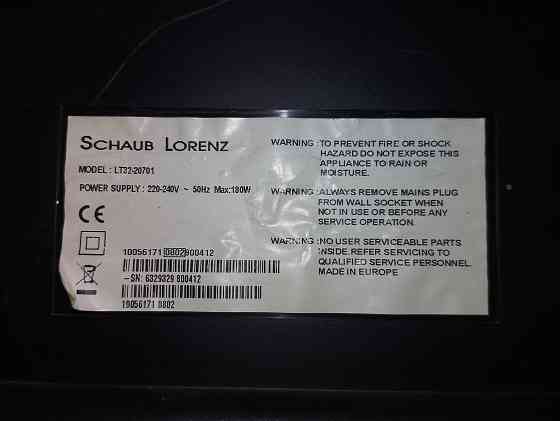 SCHAUB LORENZ
MODEL : LT32-20701
POWER SUPPLY : 220-240V ~ 50Hz Max:180W
CE
10056171 0802 800412
-SN: 6329329 800412
10056171 0802
WARNING :TO PREVENT FIRE OR SHOCK
HAZARD DO NOT EXPOSE THIS
APPLIANCE TO RAIN OR
MOISTURE.
WARNING :ALWAYS REMOVE MAINS PLUG
FROM WALL SOCKET WHEN
NOT IN USE OR BEFORE ANY
SERVICE OPERATION.
WARNING :NO USER SERVICEABLE PARTS
INSIDE.REFER SERVICING TO
QUALIFIED SERVICE PERSONNEL.
MADE IN EUROPE